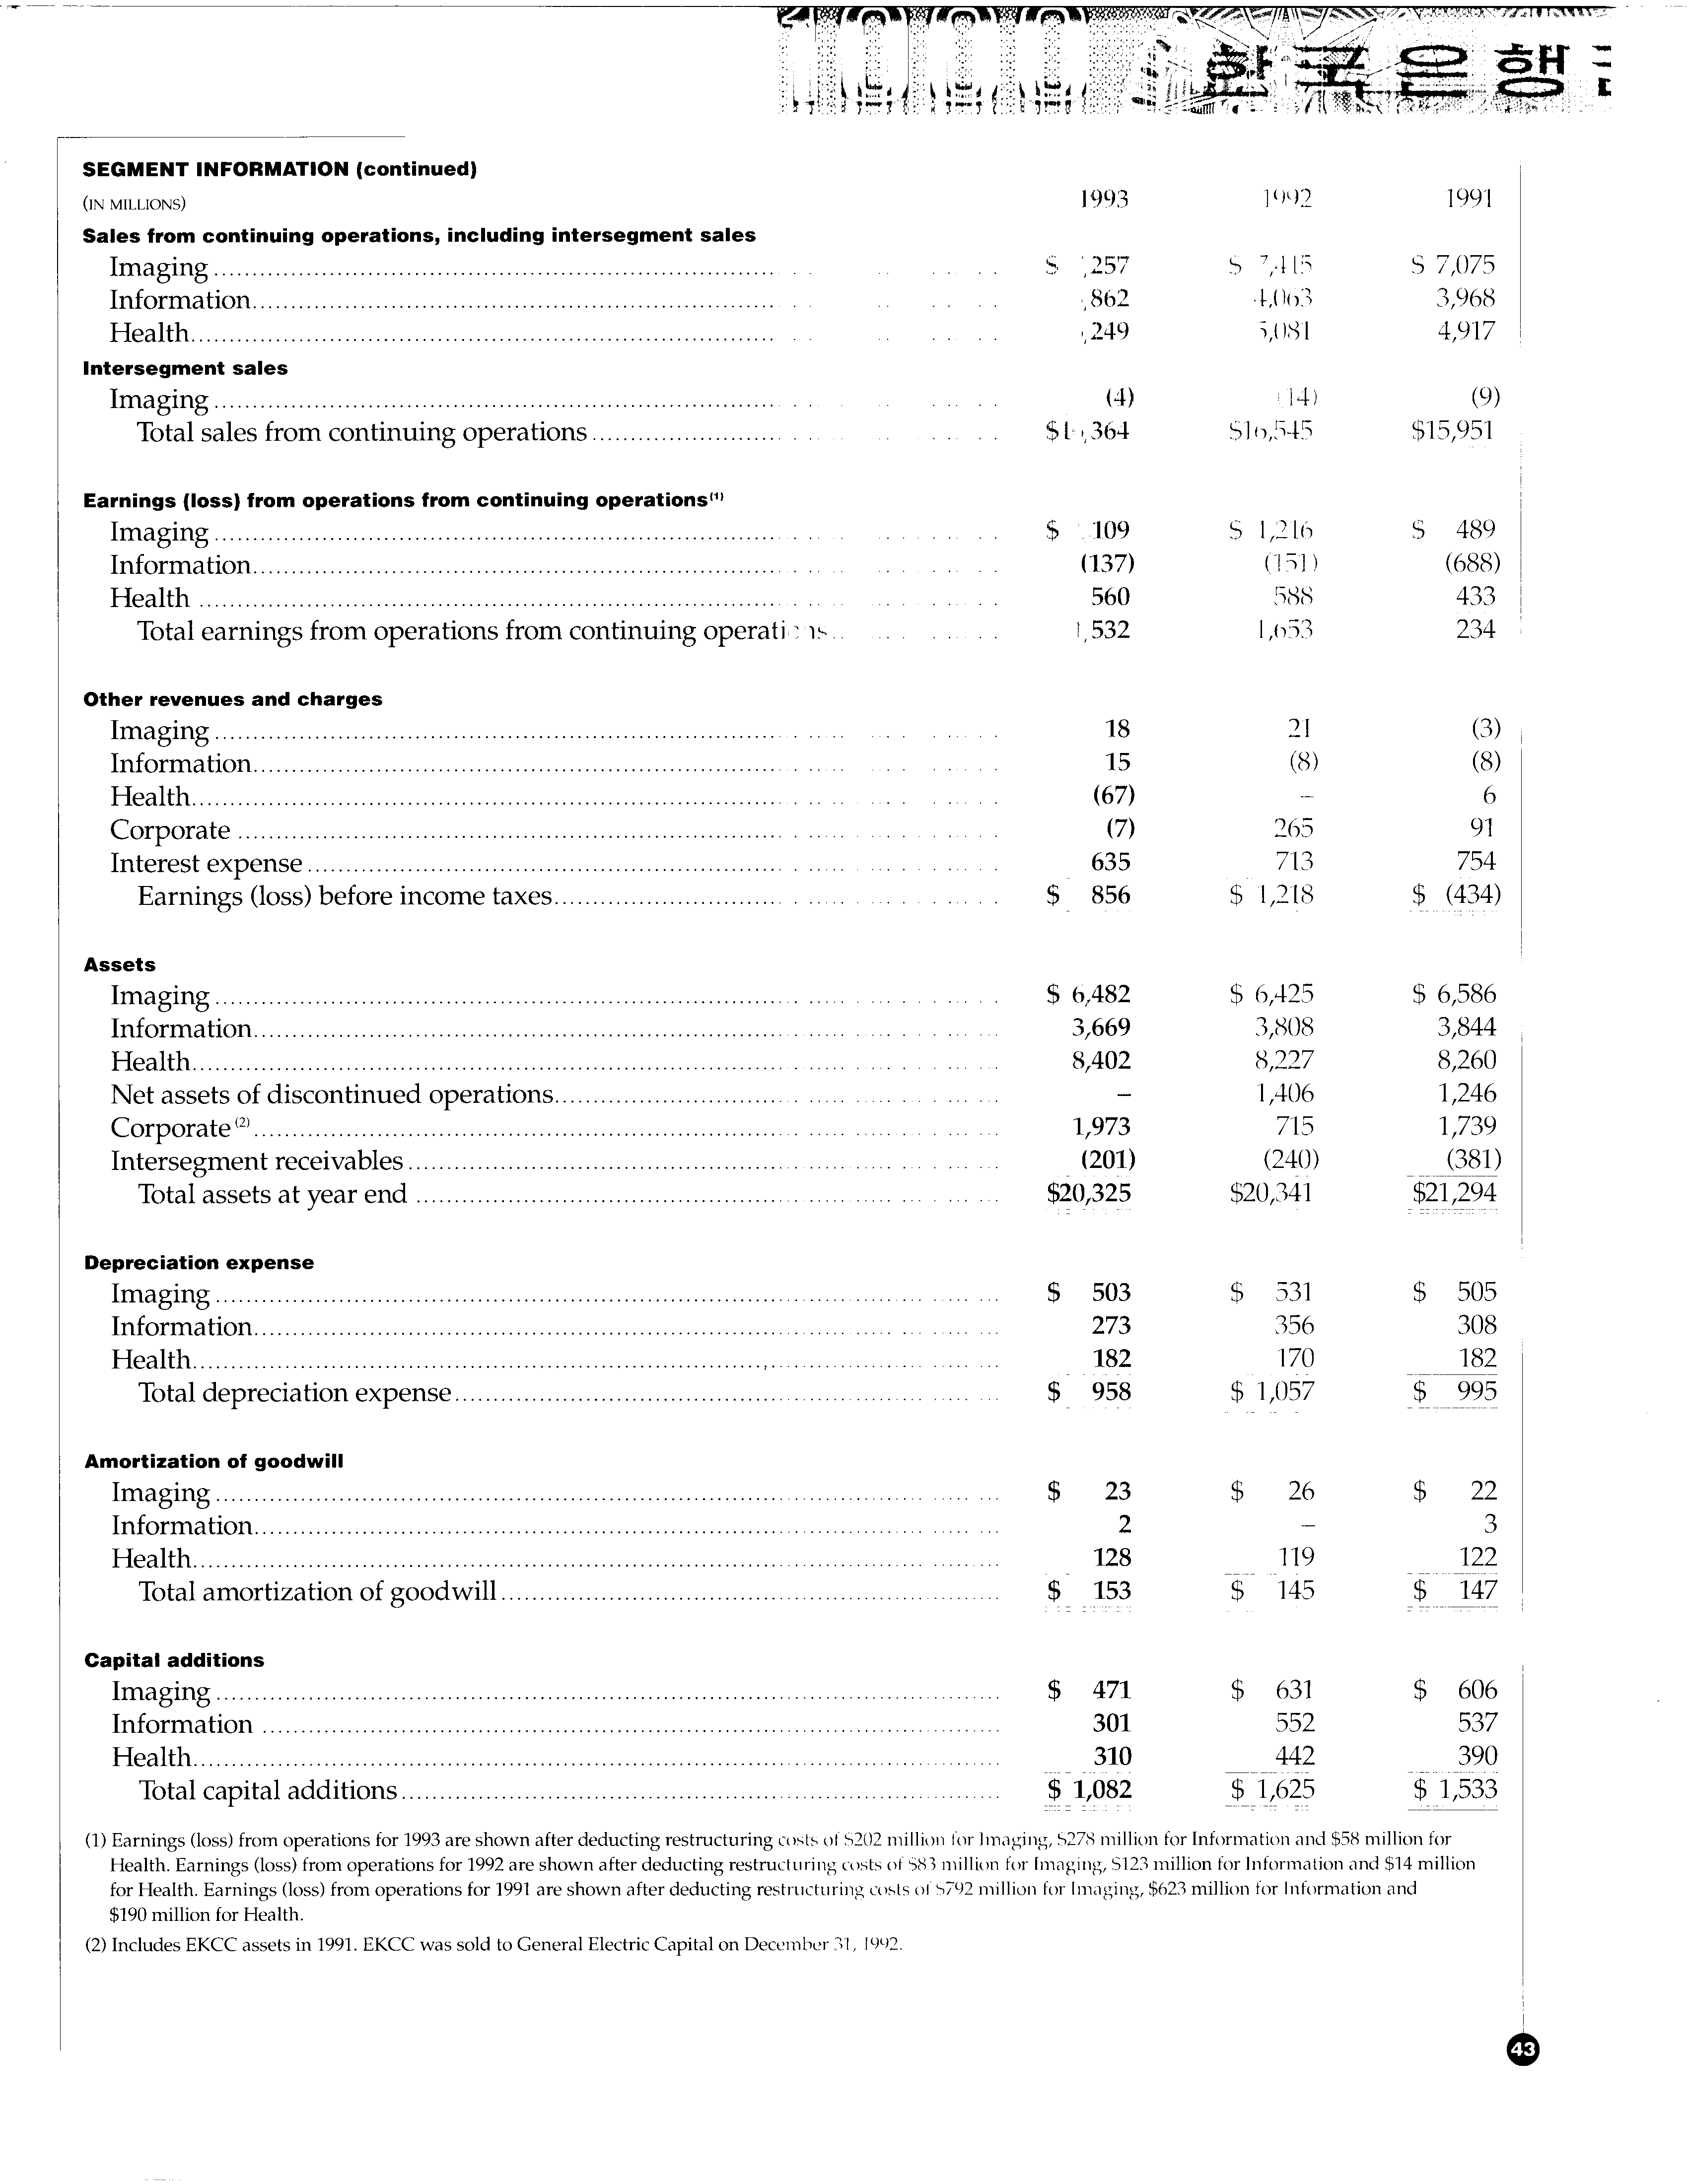 한국은행
SEGMENT INFORMATION (continued)
(IN MILLIONS) 1993 1992 1991
Sales from continuing operations, including intersegment sales
Imaging $ ,257 $ 7,415 $ 7,075
Information ,862 4,063 3,968
Health ,249 5,081 4,917
Intersegment sales
Imaging (4) (14) (9)
Total sales from continuing operations $1 ,364 $16,545 $15,951
Earnings (loss) from operations from continuing operations(1)
Imaging $ 109 $ 1,216 $ 489
Information (137) (151) (688)
Health 560 588 433
Total earnings from operations from continuing operations 1,532 1,653 234
Other revenues and charges
Imaging 18 21 (3)
Information 15 (8) (8)
Health (67) – 6
Corporate (7) 265 91
Interest expense 635 713 754
Earnings (loss) before income taxes $ 856 $ 1,218 $ (434)
Assets
Imaging $ 6,482 $ 6,425 $ 6,586
Information 3,669 3,808 3,844
Health 8,402 8,227 8,260
Net assets of discontinued operations – 1,406 1,246
Corporate(2) 1,973 715 1,739
Intersegment receivables (201) (240) (381)
Total assets at year end $20,325 $20,341 $21,294
Depreciation expense
Imaging $ 503 $ 531 $ 505
Information 273 356 308
Health 182 170 182
Total depreciation expense $ 958 $ 1,057 $ 995
Amortization of goodwill
Imaging $ 23 $ 26 $ 22
Information 2 – 3
Health 128 119 122
Total amortization of goodwill $ 153 $ 145 $ 147
Capital additions
Imaging $ 471 $ 631 $ 606
Information 301 552 537
Health 310 442 390
Total capital additions $ 1,082 $ 1,625 $ 1,533
(1) Earnings (loss) from operations for 1993 are shown after deducting restructuring costs of $202 million for Imaging, $278 million for Information and $58 million for
Health. Earnings (loss) from operations for 1992 are shown after deducting restructuring costs of $83 million for Imaging, $123 million for Information and $14 million
for Health. Earnings (loss) from operations for 1991 are shown after deducting restructuring costs of $792 million for Imaging, $623 million for Information and
$190 million for Health.
(2) Includes EKCC assets in 1991. EKCC was sold to General Electric Capital on December 31, 1992.
43